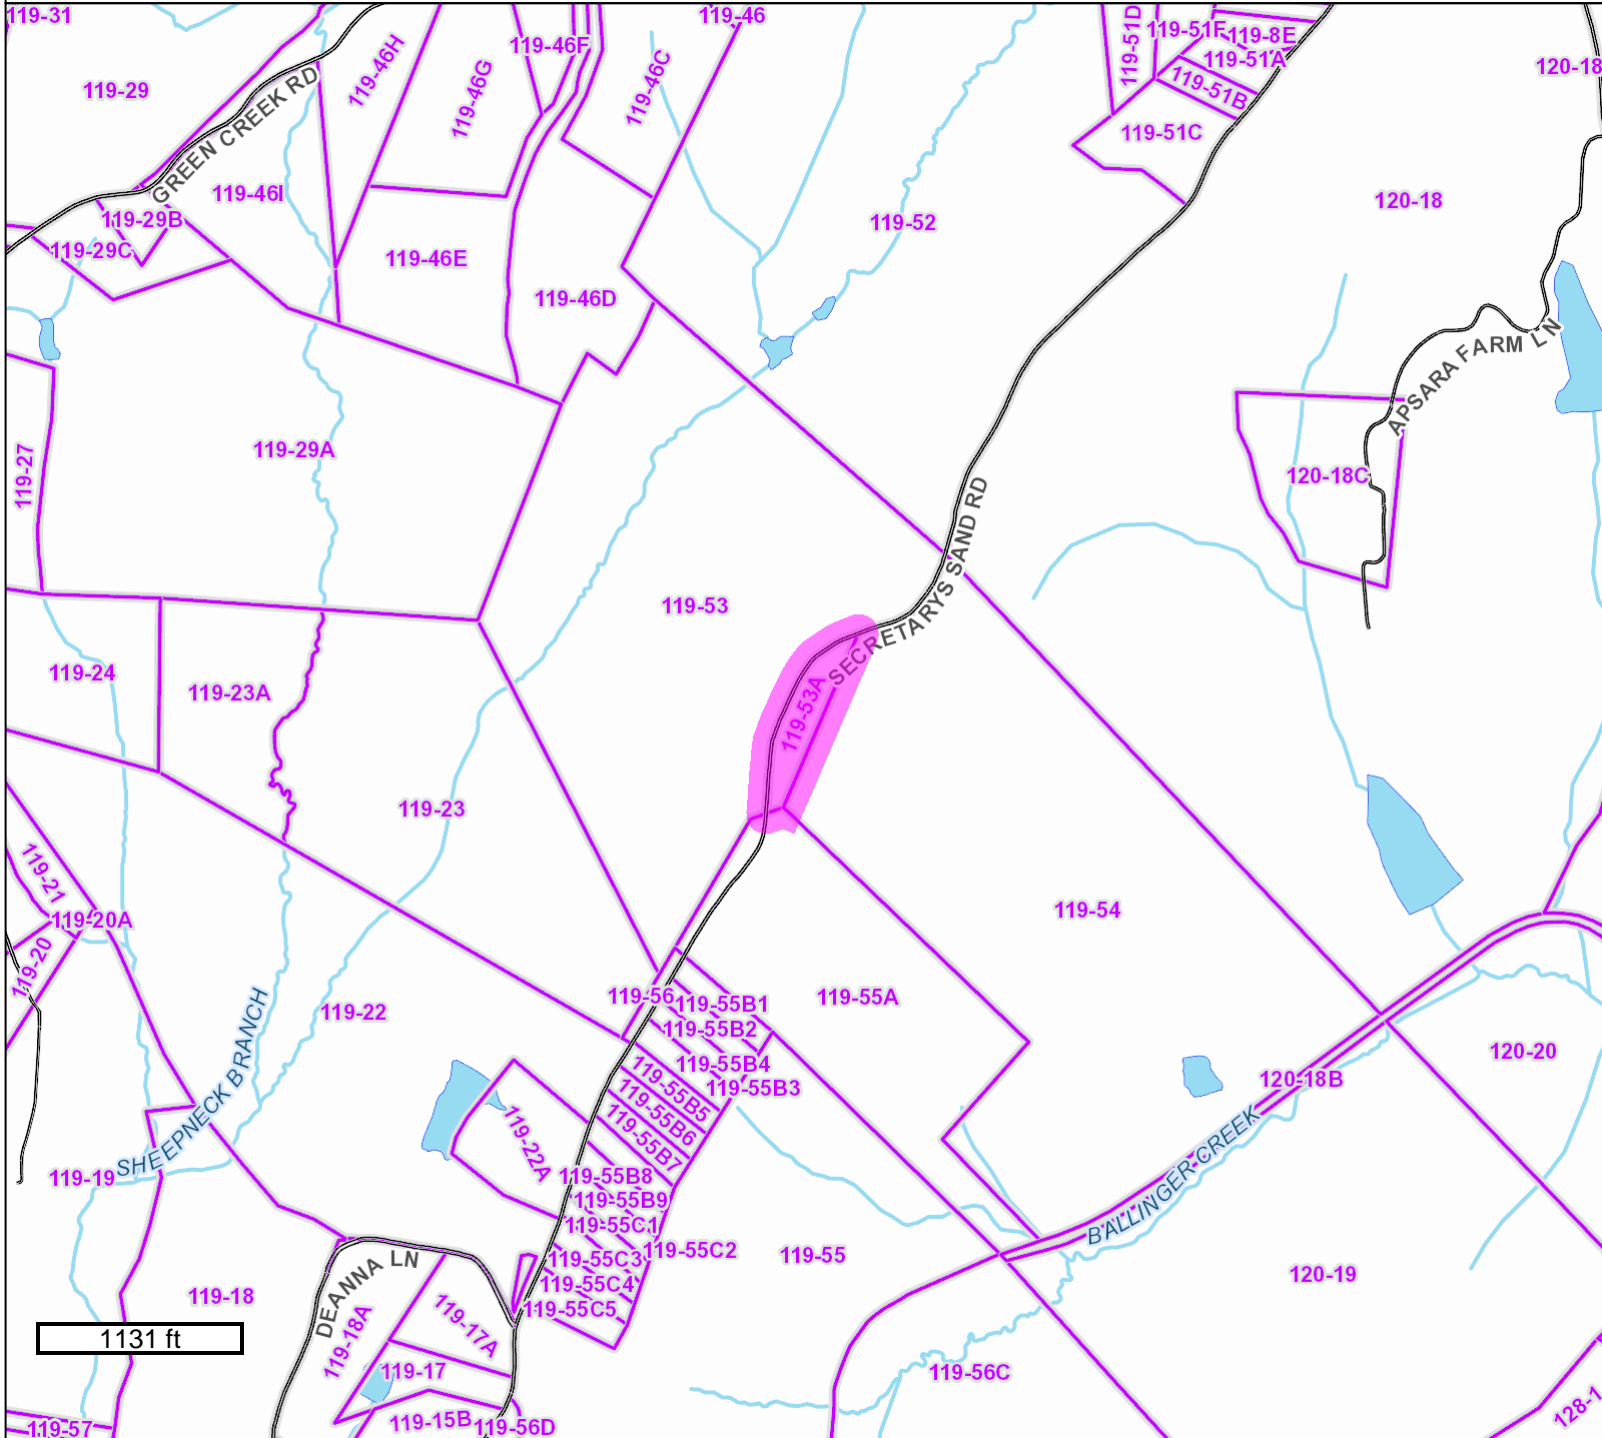 119-31
119-46
119-46F
119-51D
119-51F
119-8E
119-51A
119-51B
119-51C
120-18
119-29
119-46H
119-46G
119-46C
GREEN CREEK RD
119-46I
119-29B
119-29C
119-46E
119-46D
119-52
120-18
APSARA FARM LN
119-27
119-29A
120-18C
SECRETARYS SAND RD
119-53
119-53A
119-24
119-23A
119-23
119-21
119-20A
119-20
119-54
119-22
119-56
119-55B1
119-55B2
119-55A
119-55B4
119-55B3
119-55B5
119-55B6
119-55B7
120-18B
120-20
SHEEPNECK BRANCH
BALLINGER CREEK
119-22A
119-19
119-55B8
119-55B9
119-55C1
119-55C2
119-55C3
119-55C4
119-55C5
119-55
120-19
119-18
DEANNA LN
119-18A
119-17A
119-17
119-15B
119-56D
119-56C
119-57
128-1
1131 ft